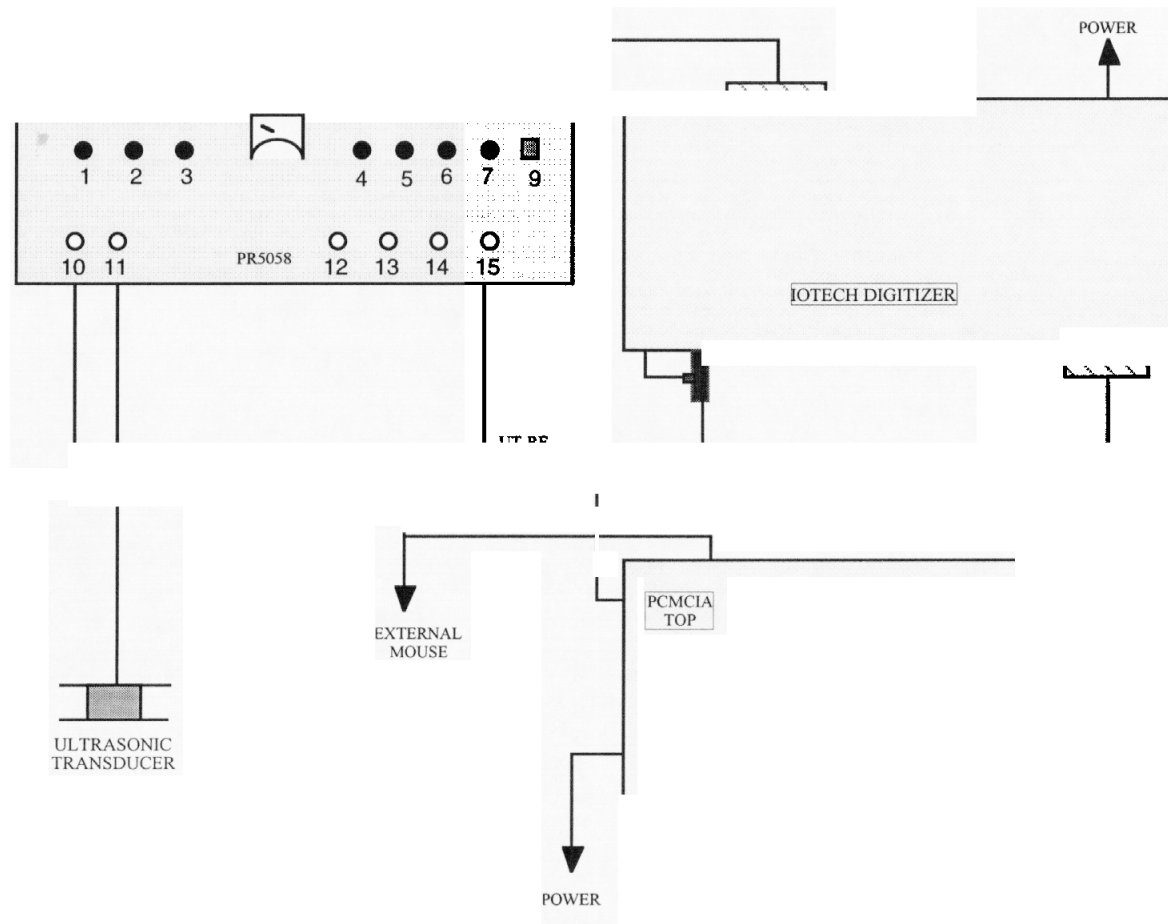 POWER
1 2 3 4 5 6 7 9
10 11 PR5058 12 13 14 15
IOTECH DIGITIZER
PCMCIA
TOP
EXTERNAL
MOUSE
ULTRASONIC
TRANSDUCER
POWER